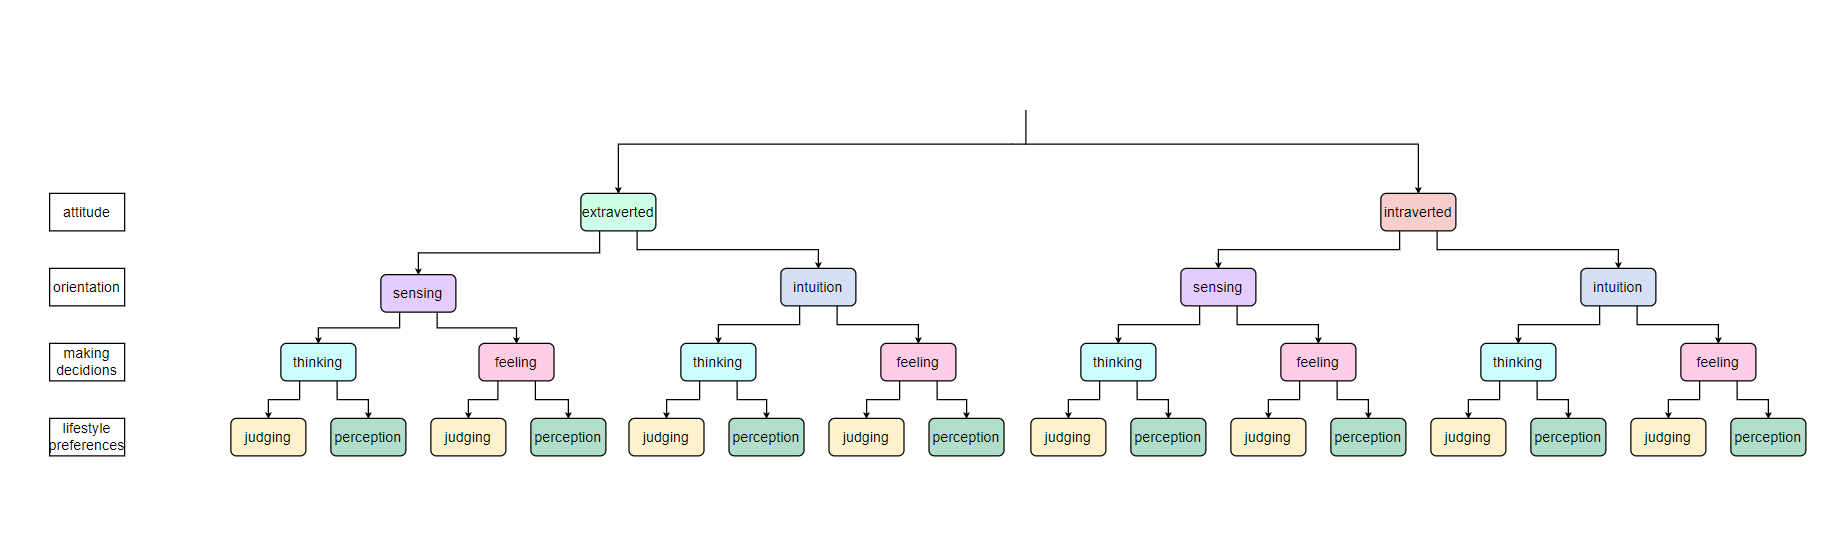 attitude
extraverted
intraverted
orientation
sensing
intuition
sensing
intuition
making
decidions
thinking
feeling
thinking
feeling
thinking
feeling
thinking
feeling
lifestyle
preferences
judging
perception
judging
perception
judging
perception
judging
perception
judging
perception
judging
perception
judging
perception
judging
perception